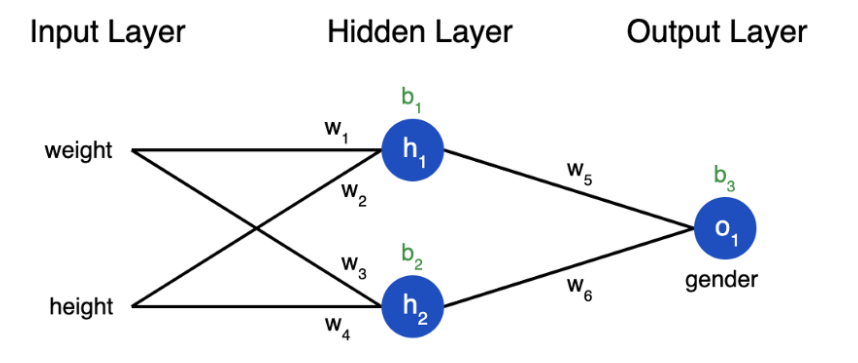 Input Layer
Hidden Layer
Output Layer
b₁
w₁
weight
h₁
w₂
w₅
b₃
o₁
w₃
b₂
gender
w₆
height
h₂
w₄